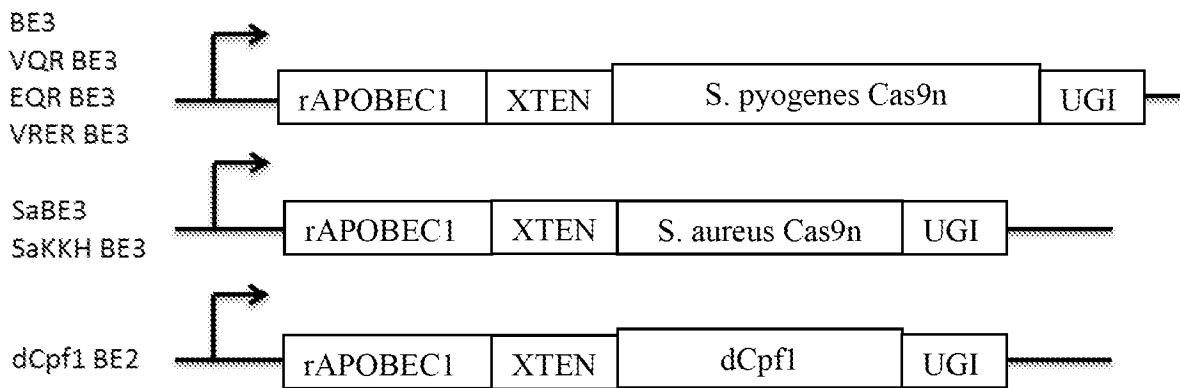 BE3
VQR BE3
EQR BE3
VRER BE3
rAPOBEC1 XTEN S. pyogenes Cas9n UGI
SaBE3
SaKKH BE3
rAPOBEC1 XTEN S. aureus Cas9n UGI
dCpf1 BE2
rAPOBEC1 XTEN dCpf1 UGI